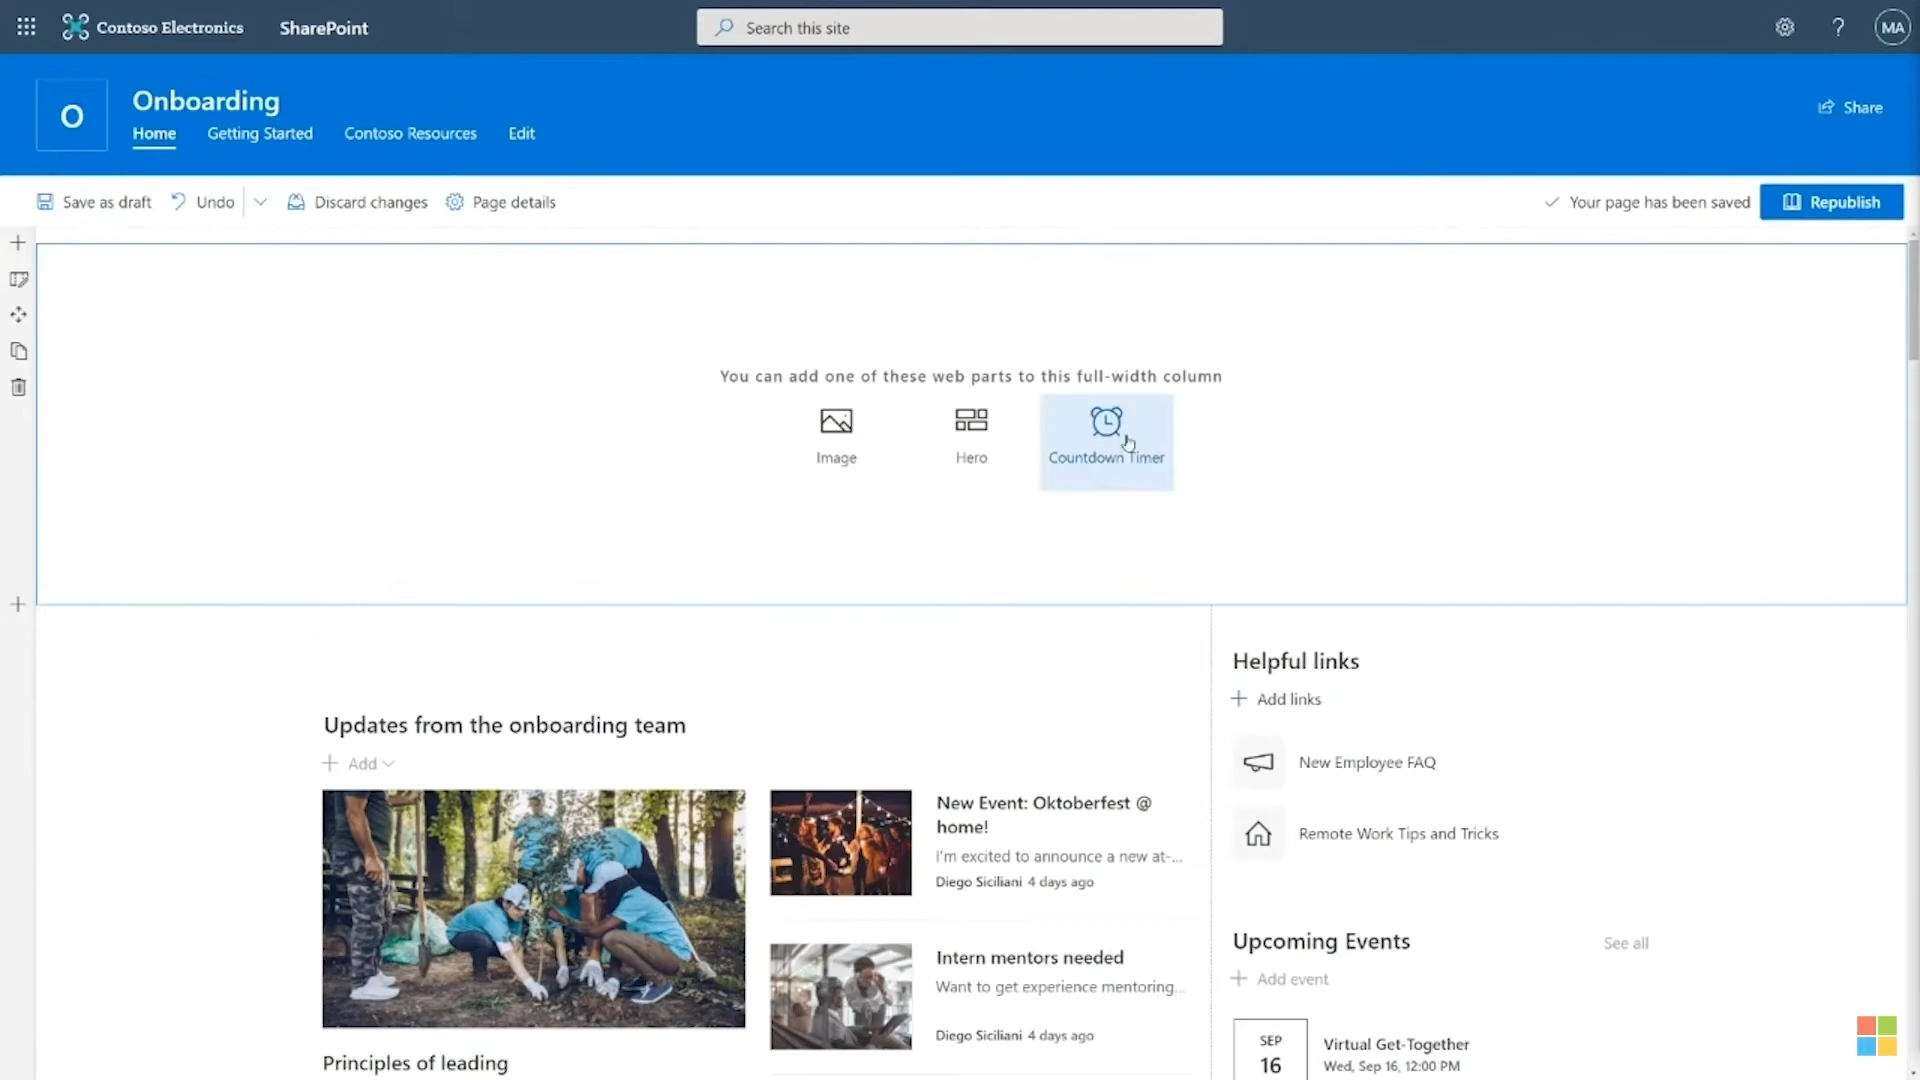 Contoso Electronics
SharePoint
Search this site
?
MA
O
Onboarding
Home
Getting Started
Contoso Resources
Edit
Share
Save as draft
Undo
Discard changes
Page details
Your page has been saved
Republish
You can add one of these web parts to this full-width column
Image
Hero
Countdown Timer
Updates from the onboarding team
Add
New Event: Oktoberfest @
home!
I'm excited to announce a new at-...
Diego Siciliani 4 days ago
Intern mentors needed
Want to get experience mentoring...
Diego Siciliani 4 days ago
Principles of leading
Helpful links
Add links
New Employee FAQ
Remote Work Tips and Tricks
Upcoming Events
See all
Add event
SEP
16
Virtual Get-Together
Wed, Sep 16, 12:00 PM